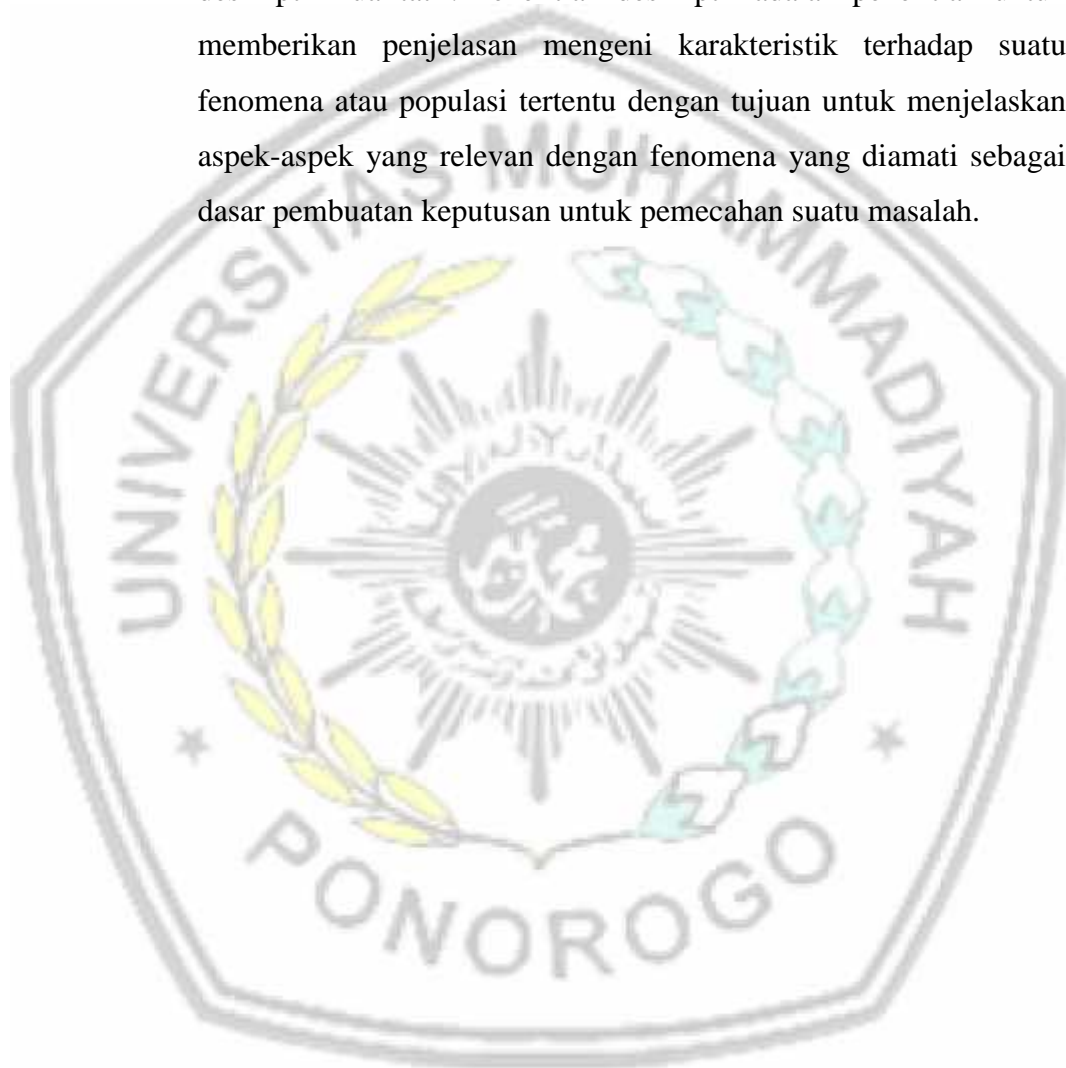 memberikan penjelasan mengeni karakteristik terhadap suatu
fenomena atau populasi tertentu dengan tujuan untuk menjelaskan
aspek-aspek yang relevan dengan fenomena yang diamati sebagai
dasar pembuatan keputusan untuk pemecahan suatu masalah.
UNIVERSITAS MUHAMMADIYAH
PONOROGO